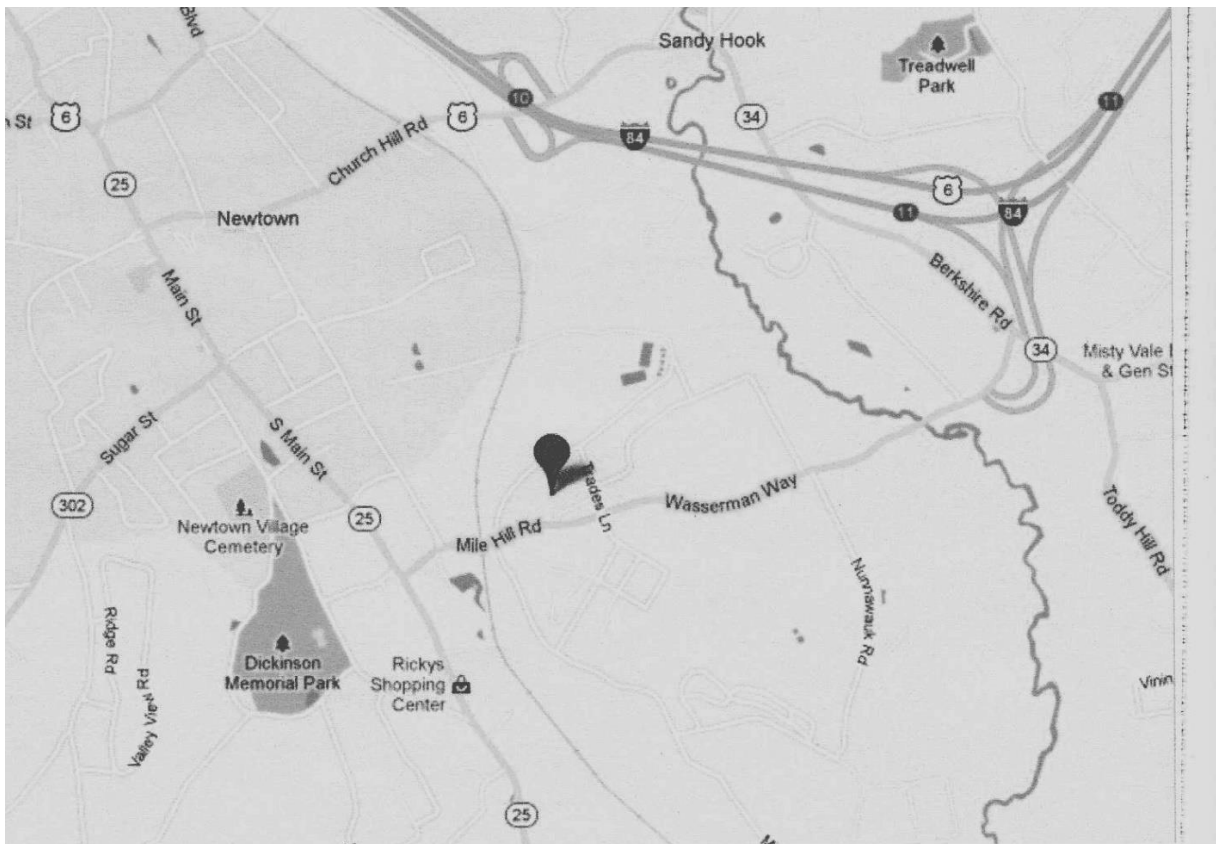 Blvd
Sandy Hook
Treadwell
Park
St
6
10
6
34
11
84
Church Hill Rd
25
6
11
84
Newtown
Main St
Berkshire Rd
34
Misty Vale
& Gen St
Sugar St
S Main St
Trades Ln
Wasserman Way
302
25
Newtown Village
Cemetery
Mile Hill Rd
Toddy Hill Rd
Nunnawauk Rd
Ridge Rd
Valley View Rd
Dickinson
Memorial Park
Rickys
Shopping
Center
Vinin
25